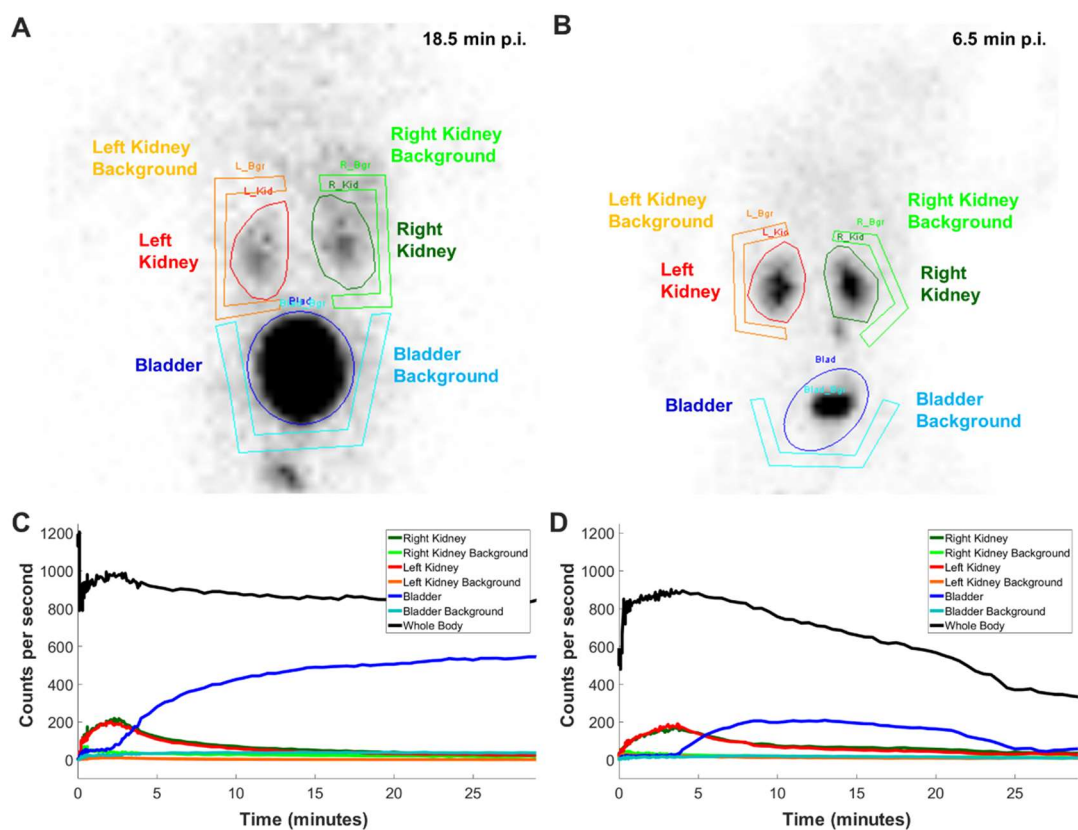 A
18.5 min p.i.
Left Kidney
Background
Right Kidney
Background
L_Bgr
R_Bgr
L_Kid
R_Kid
Left
Kidney
Right
Kidney
Blad
Bladder
Bladder
Background
B
6.5 min p.i.
Left Kidney
Background
Right Kidney
Background
L_Bgr
R_Bgr
L_Kid
R_Kid
Left
Kidney
Right
Kidney
Blad
Blad_Bgr
Bladder
Bladder
Background
C
Counts per second
1200
1000
800
600
400
200
0
0
5
10
15
20
25
Time (minutes)
Right Kidney
Right Kidney Background
Left Kidney
Left Kidney Background
Bladder
Bladder Background
Whole Body
D
Counts per second
1200
1000
800
600
400
200
0
0
5
10
15
20
25
Time (minutes)
Right Kidney
Right Kidney Background
Left Kidney
Left Kidney Background
Bladder
Bladder Background
Whole Body